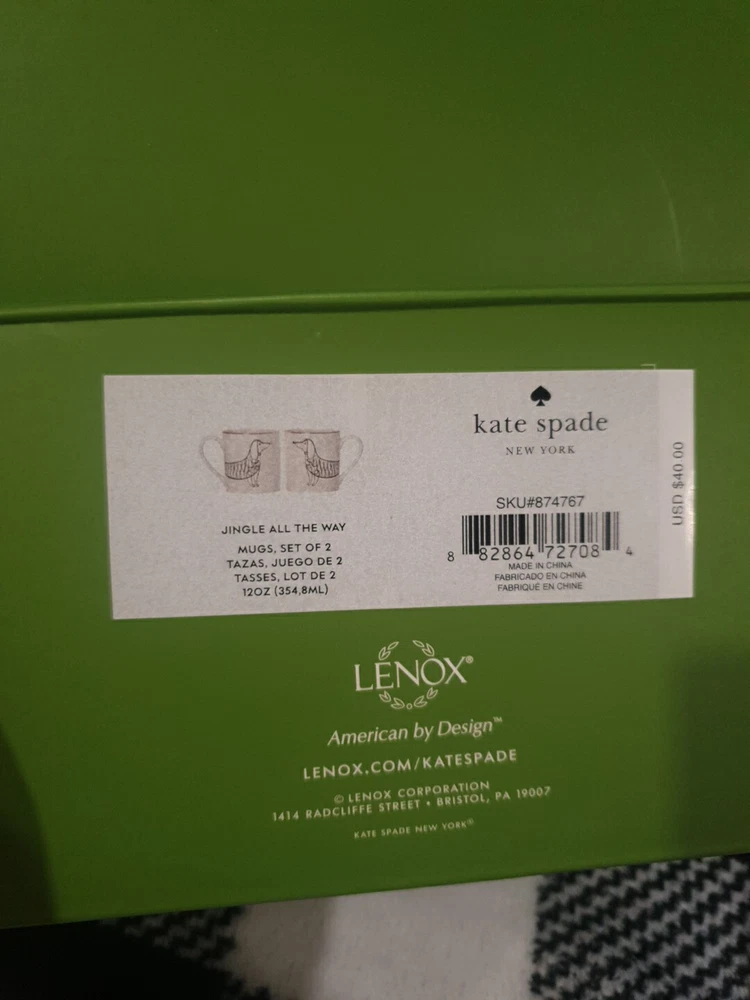 JINGLE ALL THE WAY
MUGS, SET OF 2
TAZAS, JUEGO DE 2
TASSES, LOT DE 2
12OZ (354,8ML)
kate spade
NEW YORK
SKU#874767
8 82864 72708 4
MADE IN CHINA
FABRICADO EN CHINA
FABRIQUÉ EN CHINE
USD $40.00
LENOX®
American by Design™
LENOX.COM/KATESPADE
© LENOX CORPORATION
1414 RADCLIFFE STREET • BRISTOL, PA 19007
KATE SPADE NEW YORK®